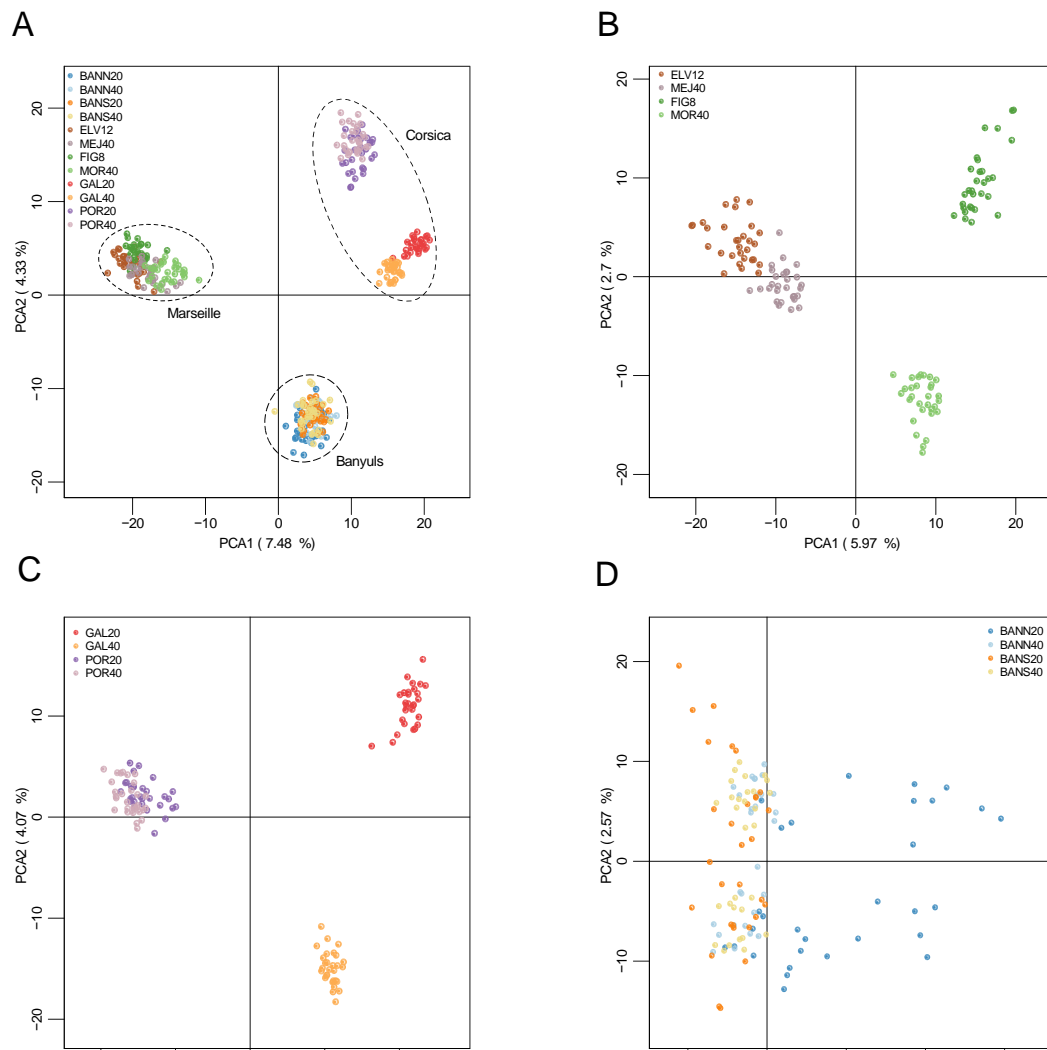 A
BANN20
BANN40
BANS20
BANS40
ELV12
MEJ40
FIG8
MOR40
GAL20
GAL40
POR20
POR40
Corsica
Marseille
Banyuls
20
10
0
−10
−20
PCA2 ( 4.33 %)
−20 −10 0 10 20
PCA1 ( 7.48 %)
B
ELV12
MEJ40
FIG8
MOR40
20
10
0
−10
−20
PCA2 ( 2.7 %)
−20 −10 0 10 20
PCA1 ( 5.97 %)
C
GAL20
GAL40
POR20
POR40
10
0
−10
−20
PCA2 ( 4.07 %)
D
BANN20
BANN40
BANS20
BANS40
20
10
0
−10
PCA2 ( 2.57 %)